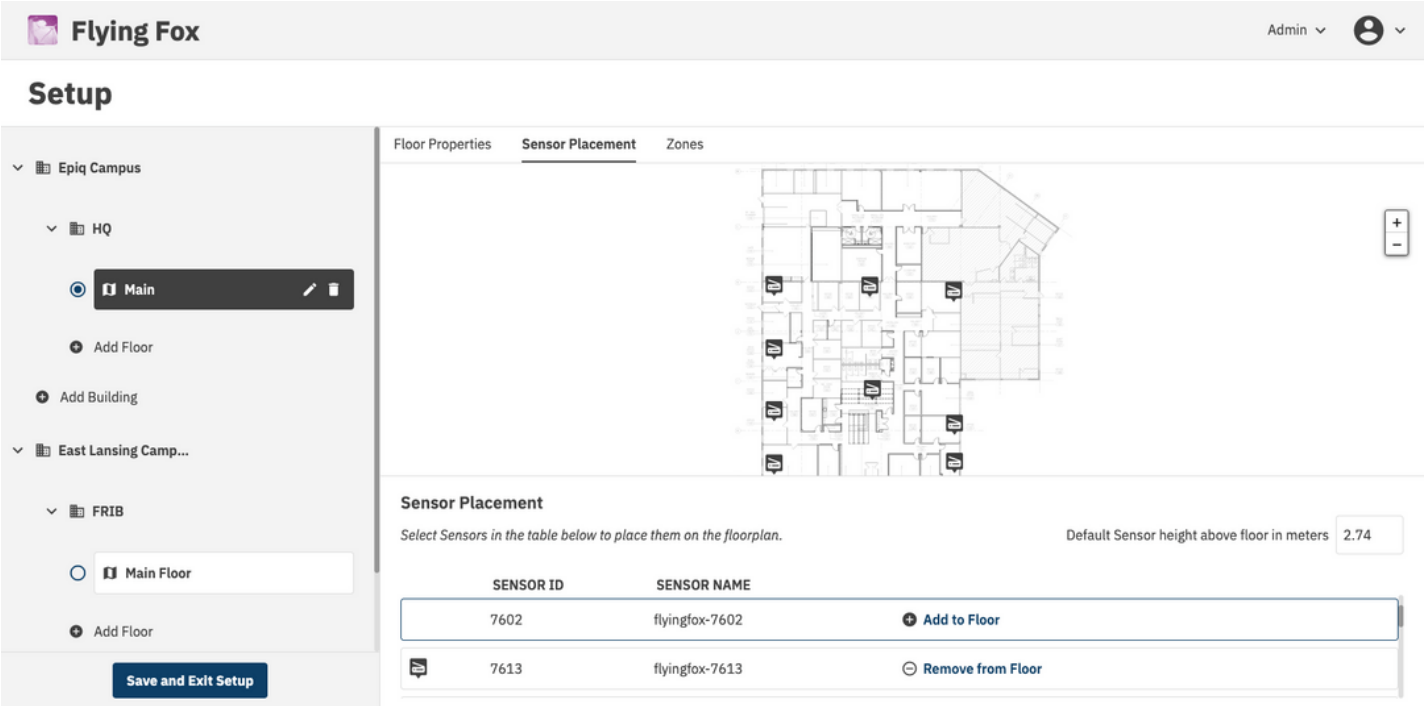 Flying Fox
Admin
Setup
Epiq Campus
HQ
Main
Add Floor
Add Building
East Lansing Camp...
FRIB
Main Floor
Add Floor
Save and Exit Setup
Floor Properties Sensor Placement Zones
+
−
Sensor Placement
Select Sensors in the table below to place them on the floorplan.
Default Sensor height above floor in meters 2.74
SENSOR ID SENSOR NAME
7602 flyingfox-7602 Add to Floor
7613 flyingfox-7613 Remove from Floor